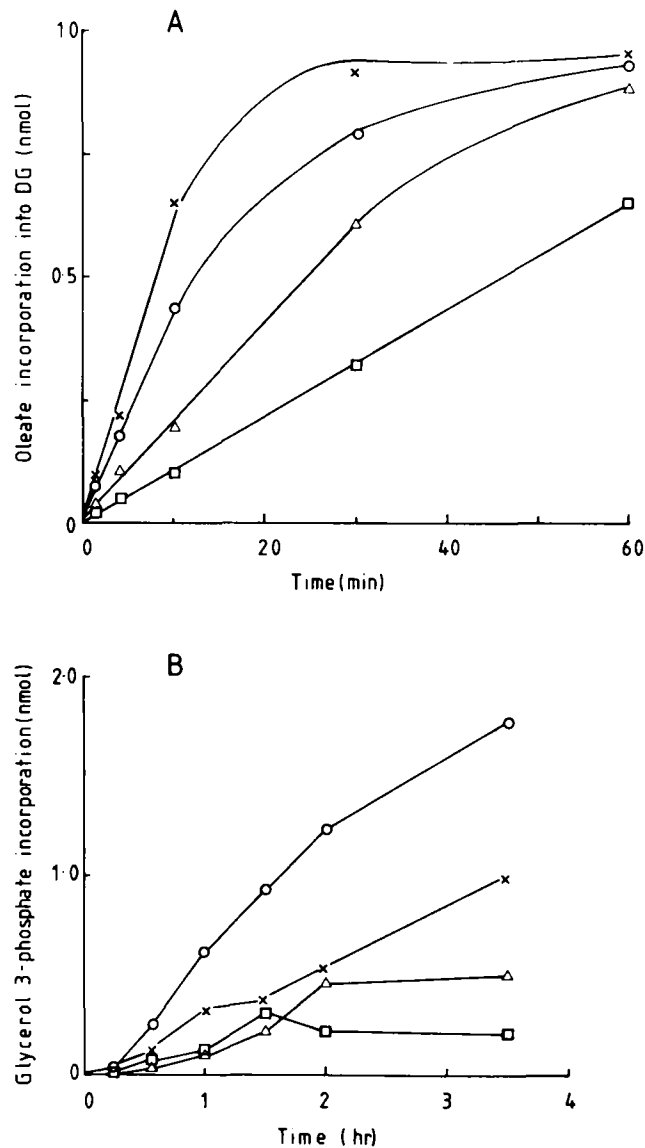 A
Oleate incorporation into DG (nmol)
1·0
0·5
0
0
20
40
60
Time (min)
B
Glycerol 3-phosphate incorporation (nmol)
2·0
1·0
0
0
1
2
3
4
Time (hr)